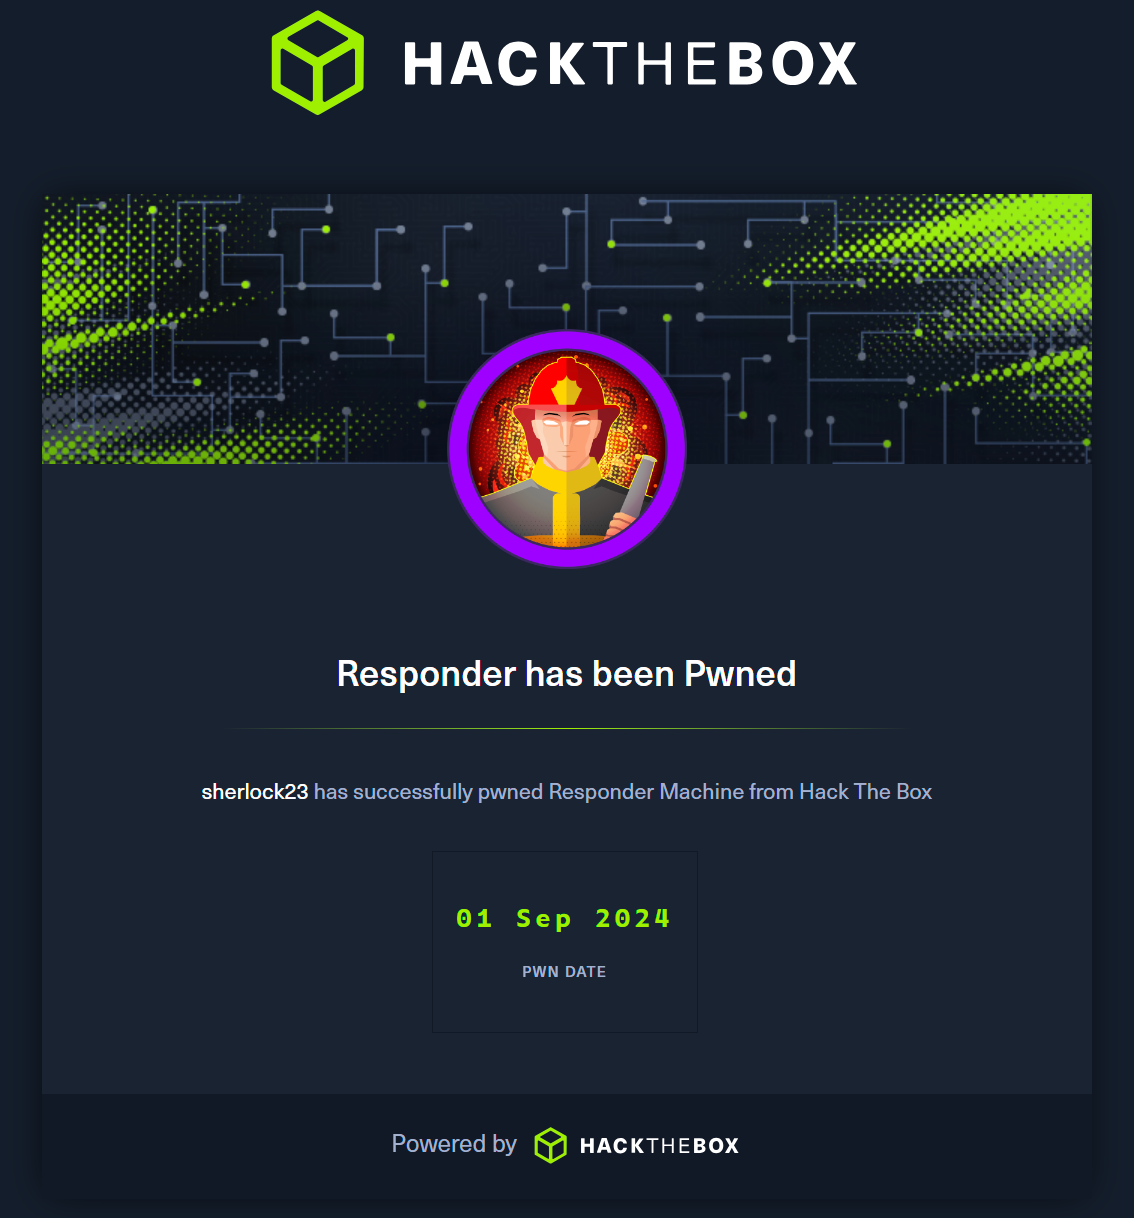 HACKTHEBOX
Responder has been Pwned
sherlock23 has successfully pwned Responder Machine from Hack The Box
01 Sep 2024
PWN DATE
Powered by HACKTHEBOX